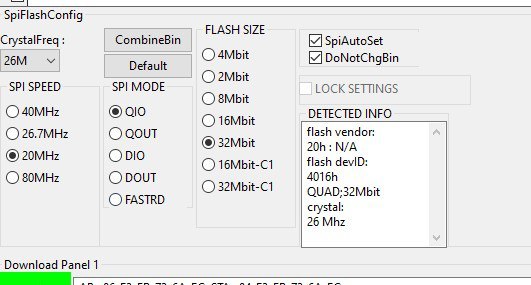 SpiFlashConfig
CrystalFreq :
26M
CombineBin
Default
SPI SPEED
40MHz
26.7MHz
20MHz
80MHz
SPI MODE
QIO
QOUT
DIO
DOUT
FASTRD
FLASH SIZE
4Mbit
2Mbit
8Mbit
16Mbit
32Mbit
16Mbit-C1
32Mbit-C1
SpiAutoSet
DoNotChgBin
LOCK SETTINGS
DETECTED INFO
flash vendor:
20h : N/A
flash devID:
4016h
QUAD;32Mbit
crystal:
26 Mhz
Download Panel 1